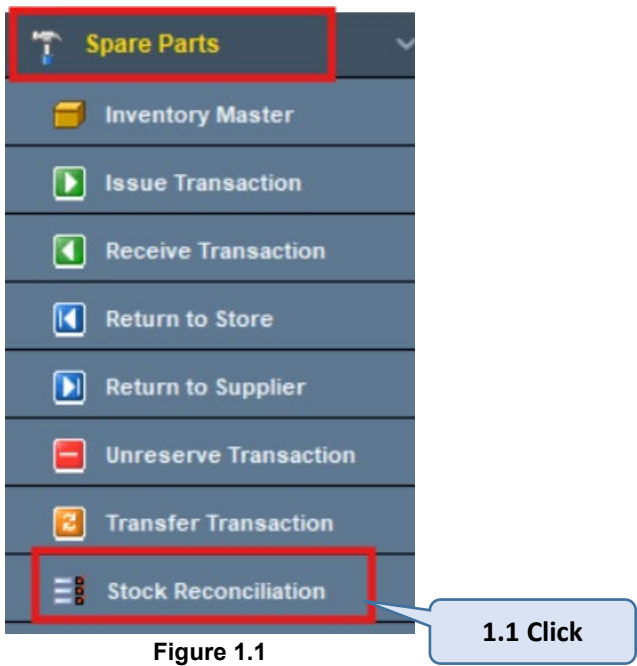 Spare Parts
Inventory Master
Issue Transaction
Receive Transaction
Return to Store
Return to Supplier
Unreserve Transaction
Transfer Transaction
Stock Reconciliation
1.1 Click
Figure 1.1